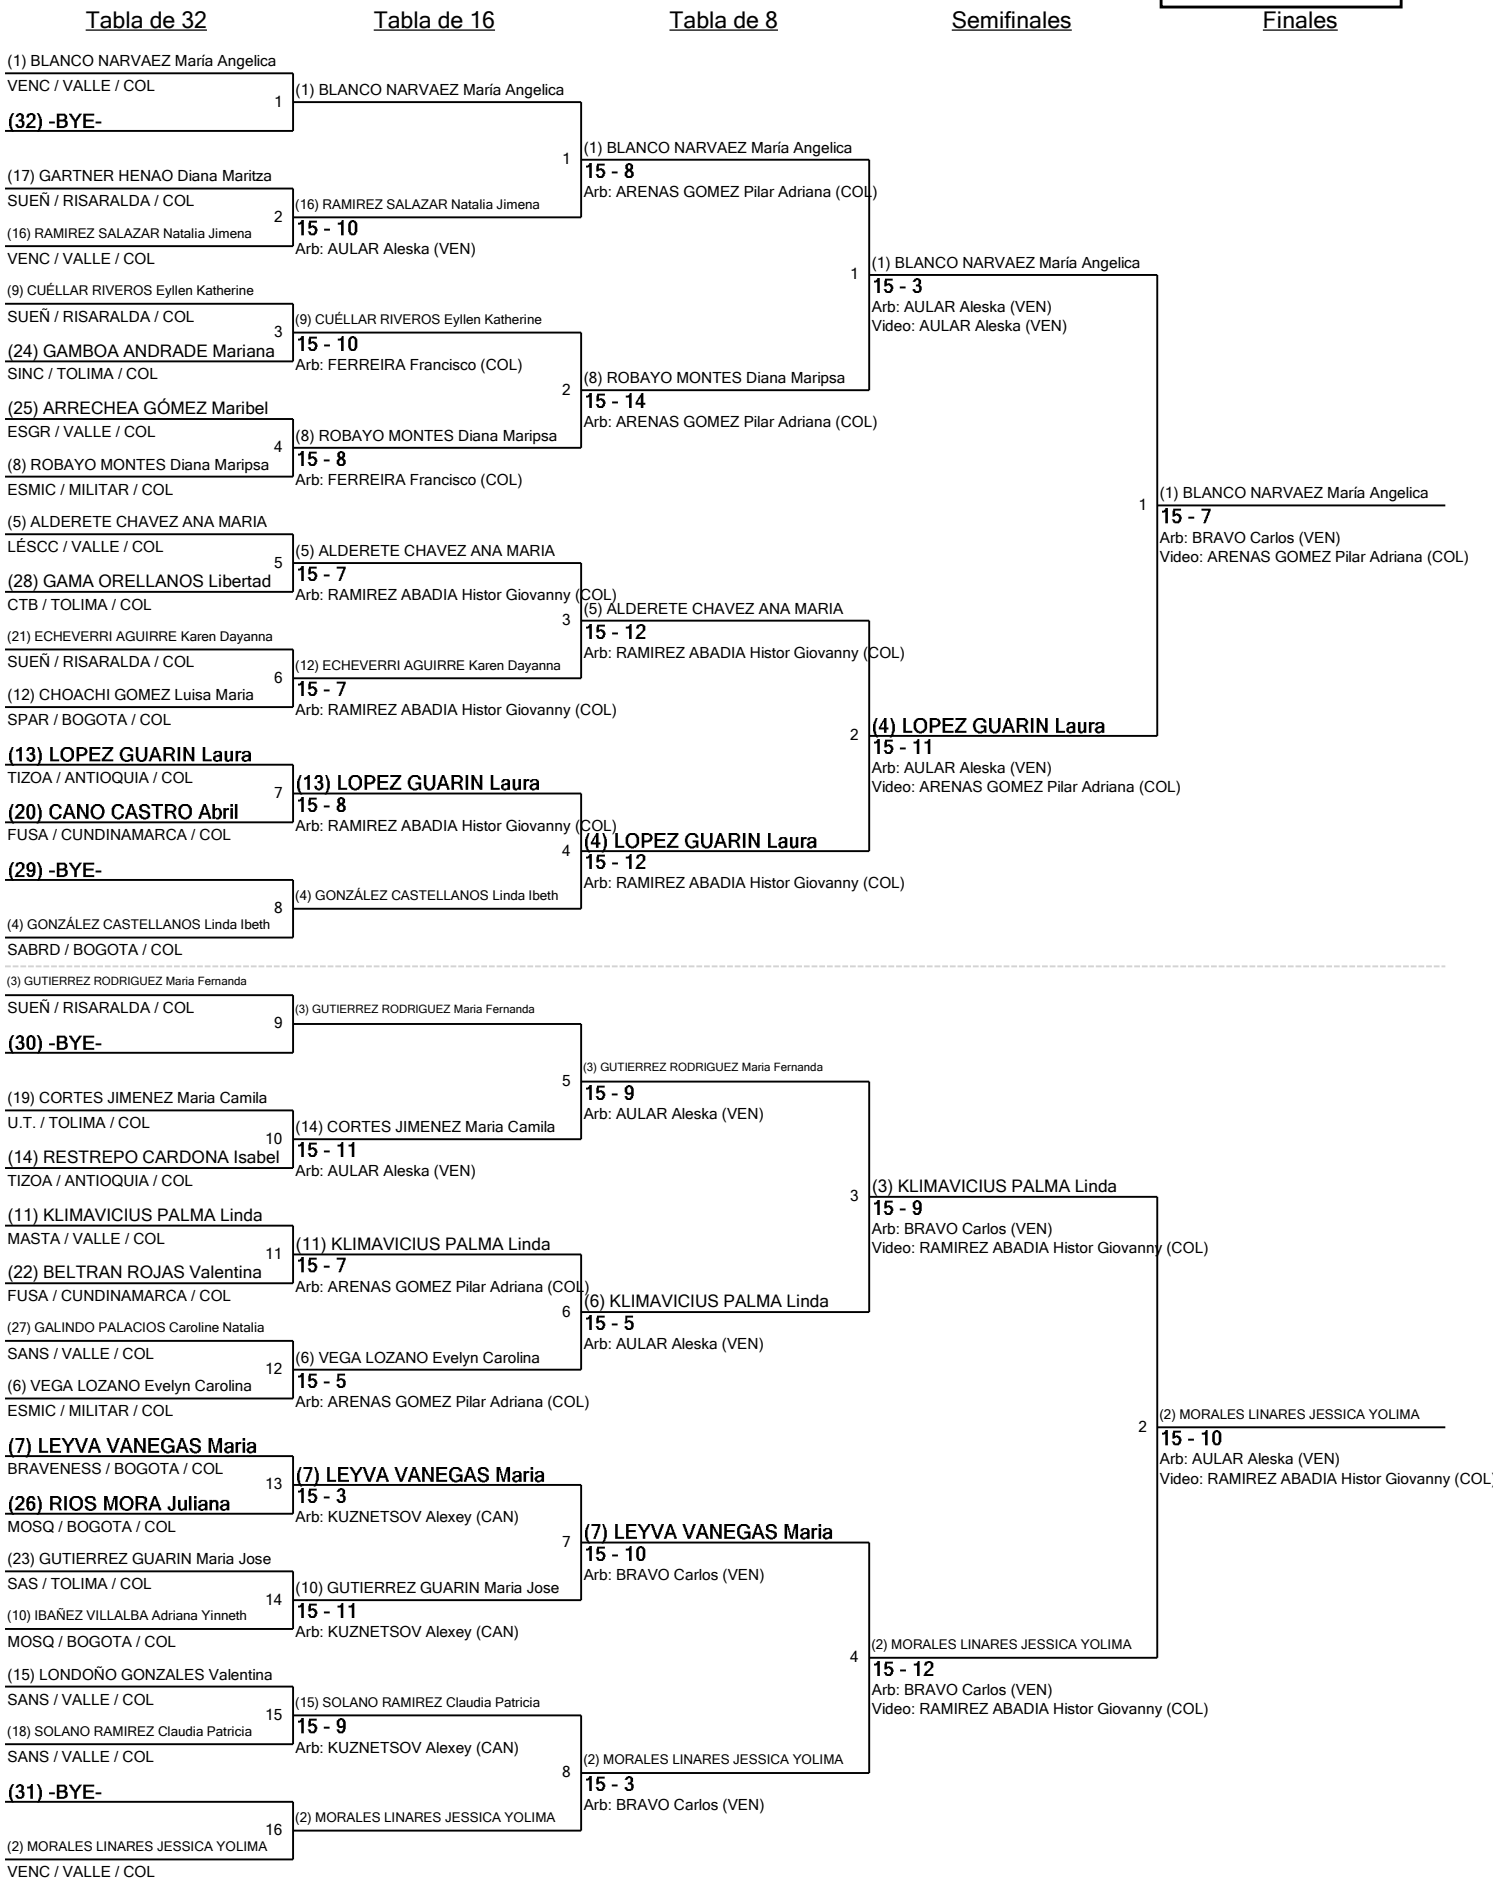 Tabla de 32
Tabla de 16
Tabla de 8
Semifinales
Finales
(1) BLANCO NARVAEZ María Angelica
VENC / VALLE / COL
1
(32) -BYE-
(17) GARTNER HENAO Diana Maritza
SUEÑ / RISARALDA / COL
2
(16) RAMIREZ SALAZAR Natalia Jimena
VENC / VALLE / COL
(9) CUÉLLAR RIVEROS Eyllen Katherine
SUEÑ / RISARALDA / COL
3
(24) GAMBOA ANDRADE Mariana
SINC / TOLIMA / COL
(25) ARRECHEA GÓMEZ Maribel
ESGR / VALLE / COL
4
(8) ROBAYO MONTES Diana Maripsa
ESMIC / MILITAR / COL
(5) ALDERETE CHAVEZ ANA MARIA
LÉSCC / VALLE / COL
5
(28) GAMA ORELLANOS Libertad
CTB / TOLIMA / COL
(21) ECHEVERRI AGUIRRE Karen Dayanna
SUEÑ / RISARALDA / COL
6
(12) CHOACHI GOMEZ Luisa Maria
SPAR / BOGOTA / COL
(13) LOPEZ GUARIN Laura
TIZOA / ANTIOQUIA / COL
7
(20) CANO CASTRO Abril
FUSA / CUNDINAMARCA / COL
(29) -BYE-
8
(4) GONZÁLEZ CASTELLANOS Linda Ibeth
SABRD / BOGOTA / COL
(3) GUTIERREZ RODRIGUEZ Maria Fernanda
SUEÑ / RISARALDA / COL
9
(30) -BYE-
(19) CORTES JIMENEZ Maria Camila
U.T. / TOLIMA / COL
10
(14) RESTREPO CARDONA Isabel
TIZOA / ANTIOQUIA / COL
(11) KLIMAVICIUS PALMA Linda
MASTA / VALLE / COL
11
(22) BELTRAN ROJAS Valentina
FUSA / CUNDINAMARCA / COL
(27) GALINDO PALACIOS Caroline Natalia
SANS / VALLE / COL
12
(6) VEGA LOZANO Evelyn Carolina
ESMIC / MILITAR / COL
(7) LEYVA VANEGAS Maria
BRAVENESS / BOGOTA / COL
13
(26) RIOS MORA Juliana
MOSQ / BOGOTA / COL
(23) GUTIERREZ GUARIN Maria Jose
SAS / TOLIMA / COL
14
(10) IBAÑEZ VILLALBA Adriana Yinneth
MOSQ / BOGOTA / COL
(15) LONDOÑO GONZALES Valentina
SANS / VALLE / COL
15
(18) SOLANO RAMIREZ Claudia Patricia
SANS / VALLE / COL
(31) -BYE-
16
(2) MORALES LINARES JESSICA YOLIMA
VENC / VALLE / COL
(1) BLANCO NARVAEZ María Angelica
1
(16) RAMIREZ SALAZAR Natalia Jimena
15 - 10
Arb: AULAR Aleska (VEN)
(9) CUÉLLAR RIVEROS Eyllen Katherine
15 - 10
Arb: FERREIRA Francisco (COL)
2
(8) ROBAYO MONTES Diana Maripsa
15 - 8
Arb: FERREIRA Francisco (COL)
(5) ALDERETE CHAVEZ ANA MARIA
15 - 7
Arb: RAMIREZ ABADIA Histor Giovanny (COL)
3
(12) ECHEVERRI AGUIRRE Karen Dayanna
15 - 7
Arb: RAMIREZ ABADIA Histor Giovanny (COL)
(13) LOPEZ GUARIN Laura
15 - 8
Arb: RAMIREZ ABADIA Histor Giovanny (COL)
4
(4) GONZÁLEZ CASTELLANOS Linda Ibeth
(3) GUTIERREZ RODRIGUEZ Maria Fernanda
5
(14) CORTES JIMENEZ Maria Camila
15 - 11
Arb: AULAR Aleska (VEN)
(11) KLIMAVICIUS PALMA Linda
15 - 7
Arb: ARENAS GOMEZ Pilar Adriana (COL)
6
(6) VEGA LOZANO Evelyn Carolina
15 - 5
Arb: ARENAS GOMEZ Pilar Adriana (COL)
(7) LEYVA VANEGAS Maria
15 - 3
Arb: KUZNETSOV Alexey (CAN)
7
(10) GUTIERREZ GUARIN Maria Jose
15 - 11
Arb: KUZNETSOV Alexey (CAN)
(15) SOLANO RAMIREZ Claudia Patricia
15 - 9
Arb: KUZNETSOV Alexey (CAN)
8
(2) MORALES LINARES JESSICA YOLIMA
(1) BLANCO NARVAEZ María Angelica
15 - 8
Arb: ARENAS GOMEZ Pilar Adriana (COL)
1
(8) ROBAYO MONTES Diana Maripsa
15 - 14
Arb: ARENAS GOMEZ Pilar Adriana (COL)
(5) ALDERETE CHAVEZ ANA MARIA
15 - 12
Arb: RAMIREZ ABADIA Histor Giovanny (COL)
2
(4) LOPEZ GUARIN Laura
15 - 12
Arb: RAMIREZ ABADIA Histor Giovanny (COL)
(3) GUTIERREZ RODRIGUEZ Maria Fernanda
15 - 9
Arb: AULAR Aleska (VEN)
3
(6) KLIMAVICIUS PALMA Linda
15 - 5
Arb: AULAR Aleska (VEN)
(7) LEYVA VANEGAS Maria
15 - 10
Arb: BRAVO Carlos (VEN)
4
(2) MORALES LINARES JESSICA YOLIMA
15 - 3
Arb: BRAVO Carlos (VEN)
(1) BLANCO NARVAEZ María Angelica
15 - 3
Arb: AULAR Aleska (VEN)
Video: AULAR Aleska (VEN)
1
(4) LOPEZ GUARIN Laura
15 - 11
Arb: AULAR Aleska (VEN)
Video: ARENAS GOMEZ Pilar Adriana (COL)
(3) KLIMAVICIUS PALMA Linda
15 - 9
Arb: BRAVO Carlos (VEN)
Video: RAMIREZ ABADIA Histor Giovanny (COL)
2
(2) MORALES LINARES JESSICA YOLIMA
15 - 12
Arb: BRAVO Carlos (VEN)
Video: RAMIREZ ABADIA Histor Giovanny (COL)
(1) BLANCO NARVAEZ María Angelica
15 - 7
Arb: BRAVO Carlos (VEN)
Video: ARENAS GOMEZ Pilar Adriana (COL)
(2) MORALES LINARES JESSICA YOLIMA
15 - 10
Arb: AULAR Aleska (VEN)
Video: RAMIREZ ABADIA Histor Giovanny (COL)